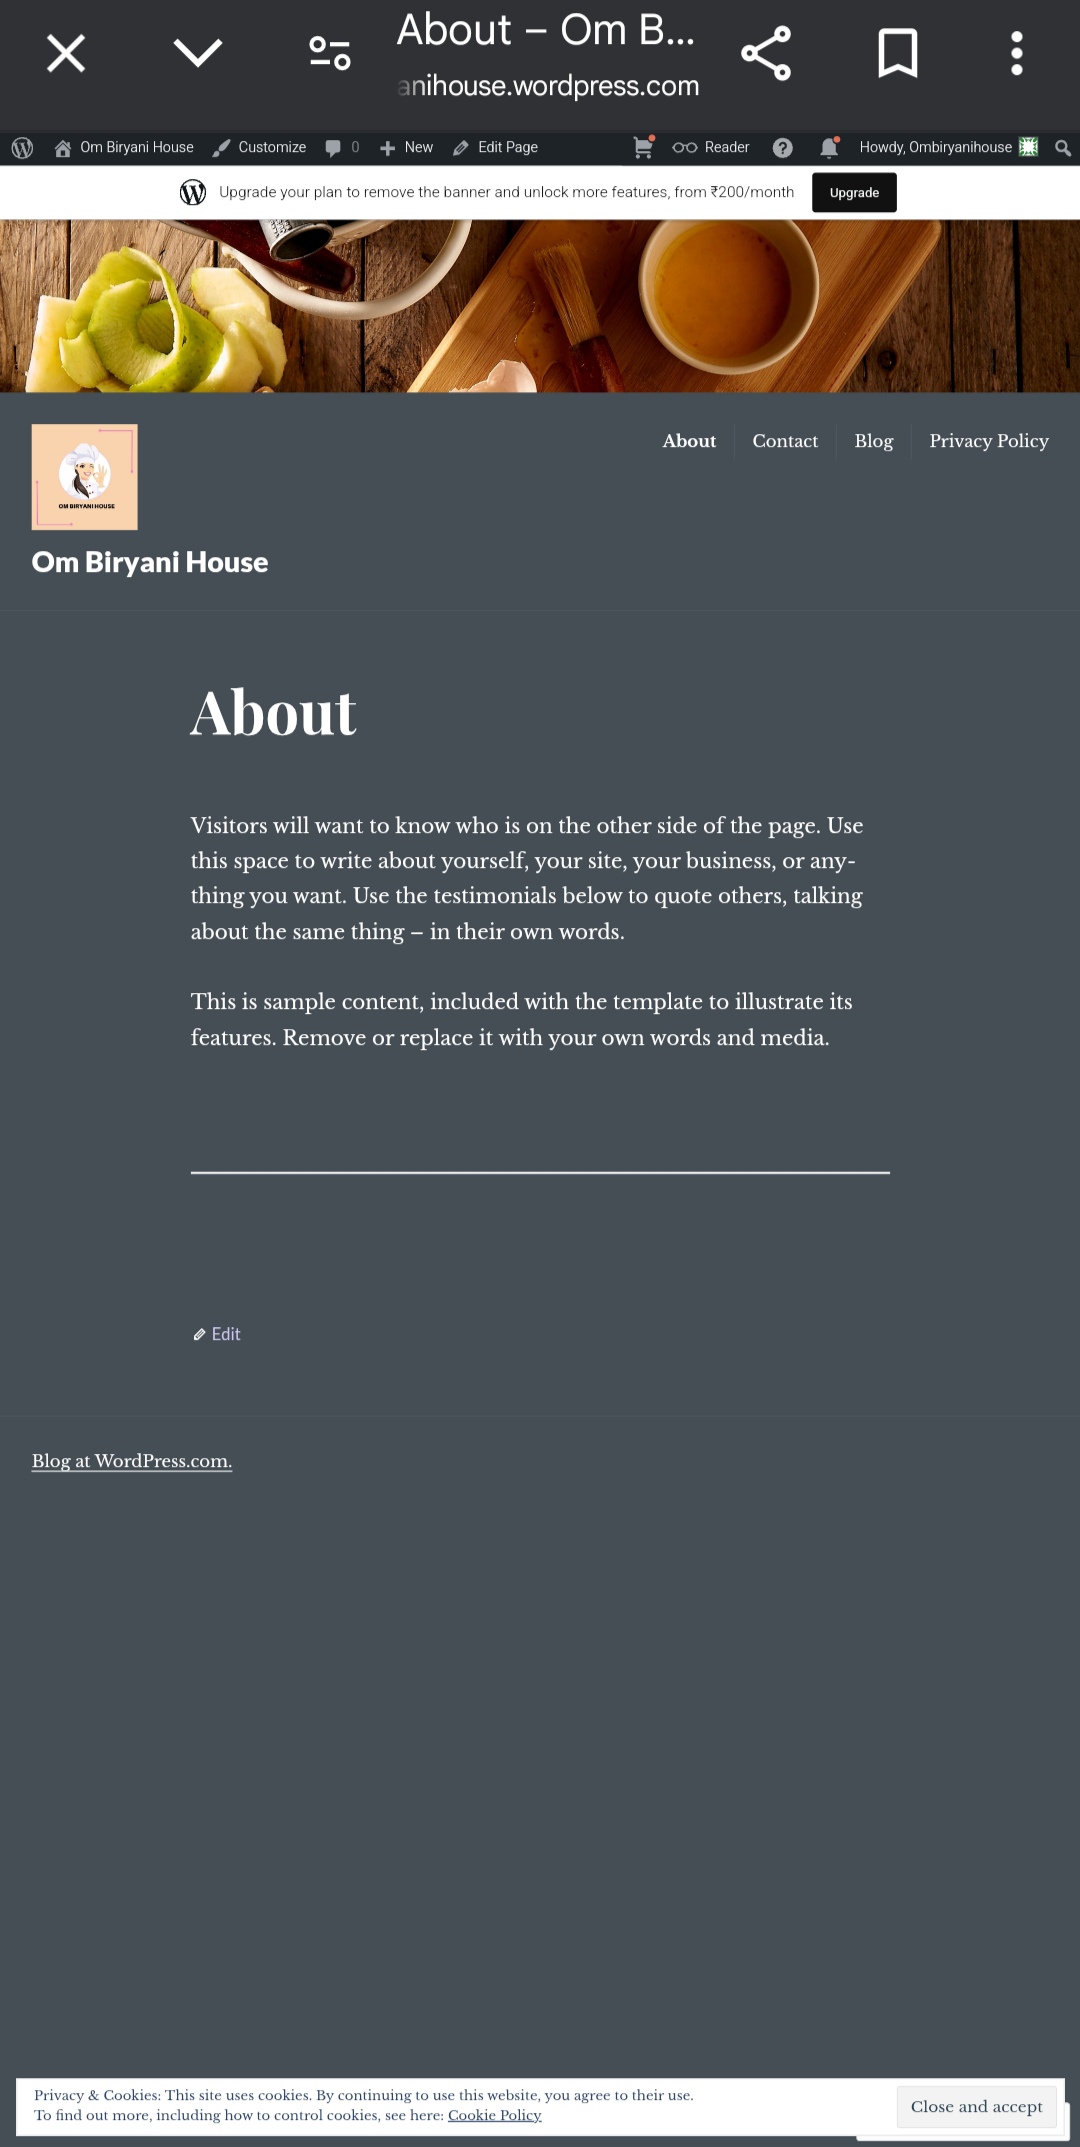 About – Om B...
anihouse.wordpress.com
Om Biryani House Customize 0 New Edit Page Reader Howdy, Ombiryanihouse
Upgrade your plan to remove the banner and unlock more features, from ₹200/month Upgrade
About Contact Blog Privacy Policy
OM BIRYANI HOUSE
Om Biryani House
About
Visitors will want to know who is on the other side of the page. Use
this space to write about yourself, your site, your business, or any-
thing you want. Use the testimonials below to quote others, talking
about the same thing – in their own words.
This is sample content, included with the template to illustrate its
features. Remove or replace it with your own words and media.
Edit
Blog at WordPress.com.
Privacy & Cookies: This site uses cookies. By continuing to use this website, you agree to their use.
To find out more, including how to control cookies, see here: Cookie Policy
Close and accept